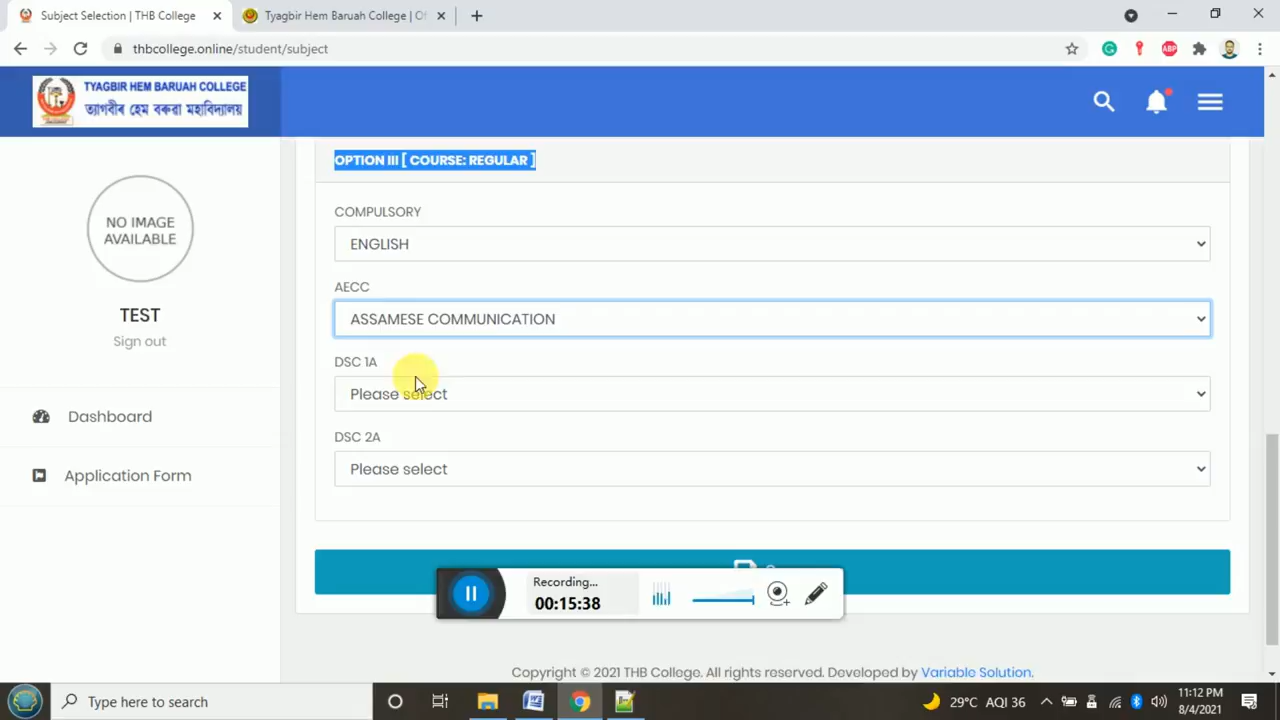 Subject Selection | THB College
Tyagbir Hem Baruah College | Of
thbcollege.online/student/subject
ABP
TYAGBIR HEM BARUAH COLLEGE
ত্যাগবীৰ হেম বৰুৱা মহাবিদ্যালয়
NO IMAGE
AVAILABLE
TEST
Sign out
Dashboard
Application Form
OPTION III [ COURSE: REGULAR ]
COMPULSORY
ENGLISH
AECC
ASSAMESE COMMUNICATION
DSC 1A
Please select
DSC 2A
Please select
Recording...
00:15:38
Copyright © 2021 THB College. All rights reserved. Developed by Variable Solution.
Type here to search
29°C AQI 36
11:12 PM
8/4/2021